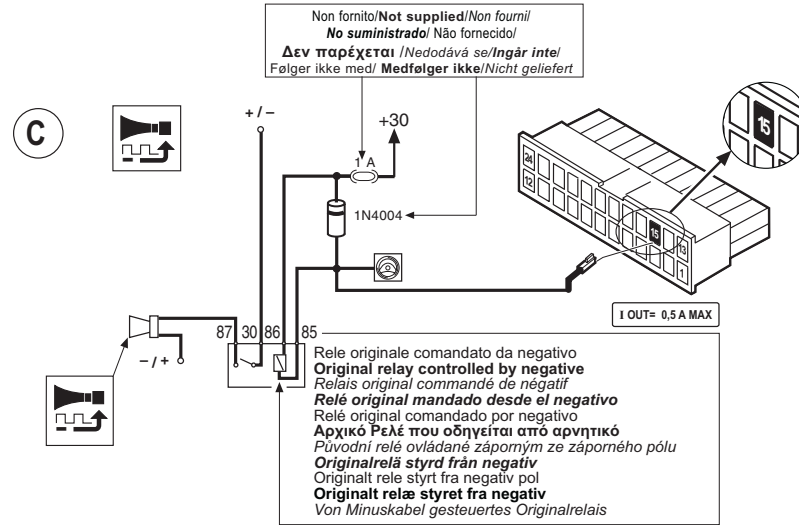 Non fornito/Not supplied/Non fourni/
No suministrado/ Não fornecido/
Δεν παρέχεται /Nedodává se/Ingår inte/
Følger ikke med/ Medfølger ikke/Nicht geliefert
C
+ / –
+30
1 A
1N4004
15
24
12
15
13
1
I OUT= 0,5 A MAX
87 30 86 85
– / +
Rele originale comandato da negativo
Original relay controlled by negative
Relais original commandé de négatif
Relé original mandado desde el negativo
Relé original comandado por negativo
Αρχικό Ρελέ που οδηγείται από αρνητικό
Původní relé ovládané záporným ze záporného pólu
Originalrelä styrd från negativ
Originalt rele styrt fra negativ pol
Originalt relæ styret fra negativ
Von Minuskabel gesteuertes Originalrelais